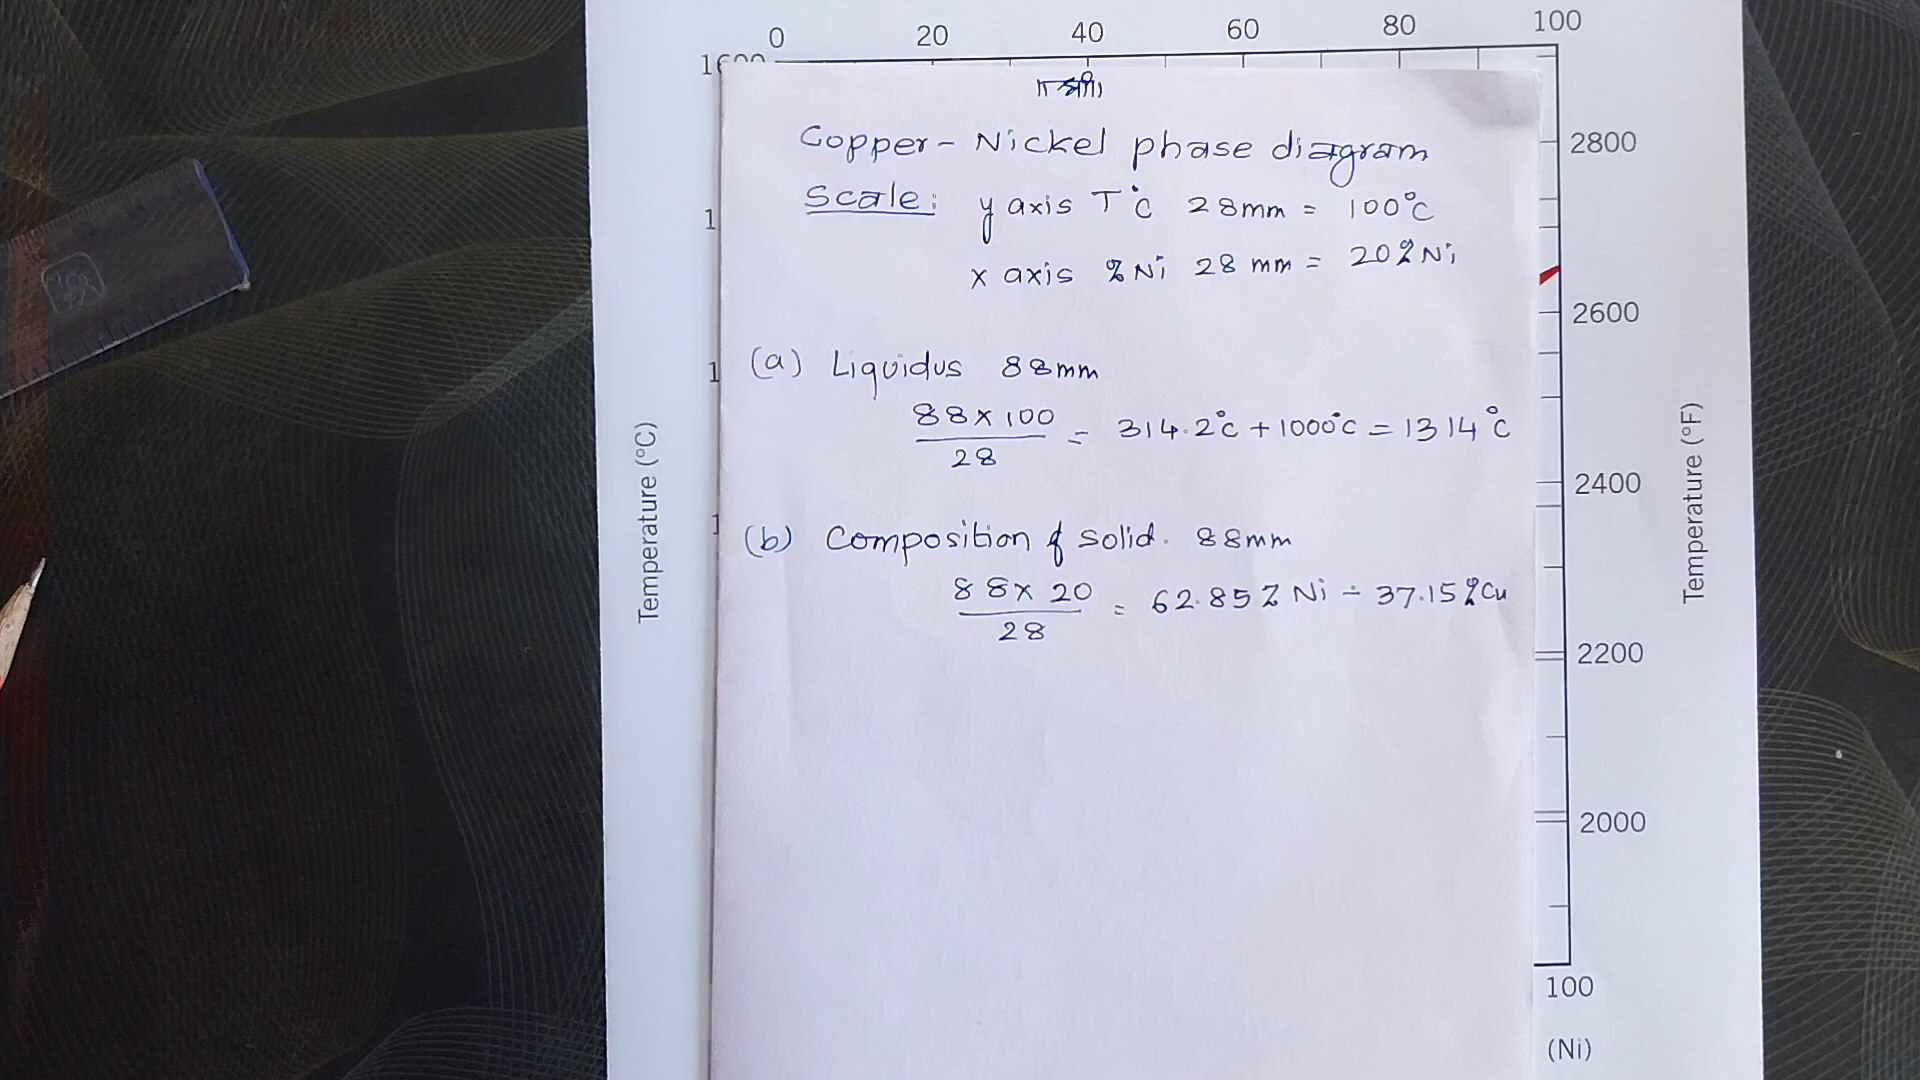 0 20 40 60 80 100
॥श्री॥
Copper - Nickel phase diagram
2800
Scale: y axis T°C 28mm = 100°C
x axis % Ni 28 mm = 20% Ni
2600
(a) Liquidus 88mm
88 x 100 / 28 = 314.2°C + 1000°C = 1314°C
2400
Temperature (°C)
Temperature (°F)
(b) Composition of solid. 88mm
88 x 20 / 28 = 62.85% Ni - 37.15% Cu
2200
2000
100
(Ni)